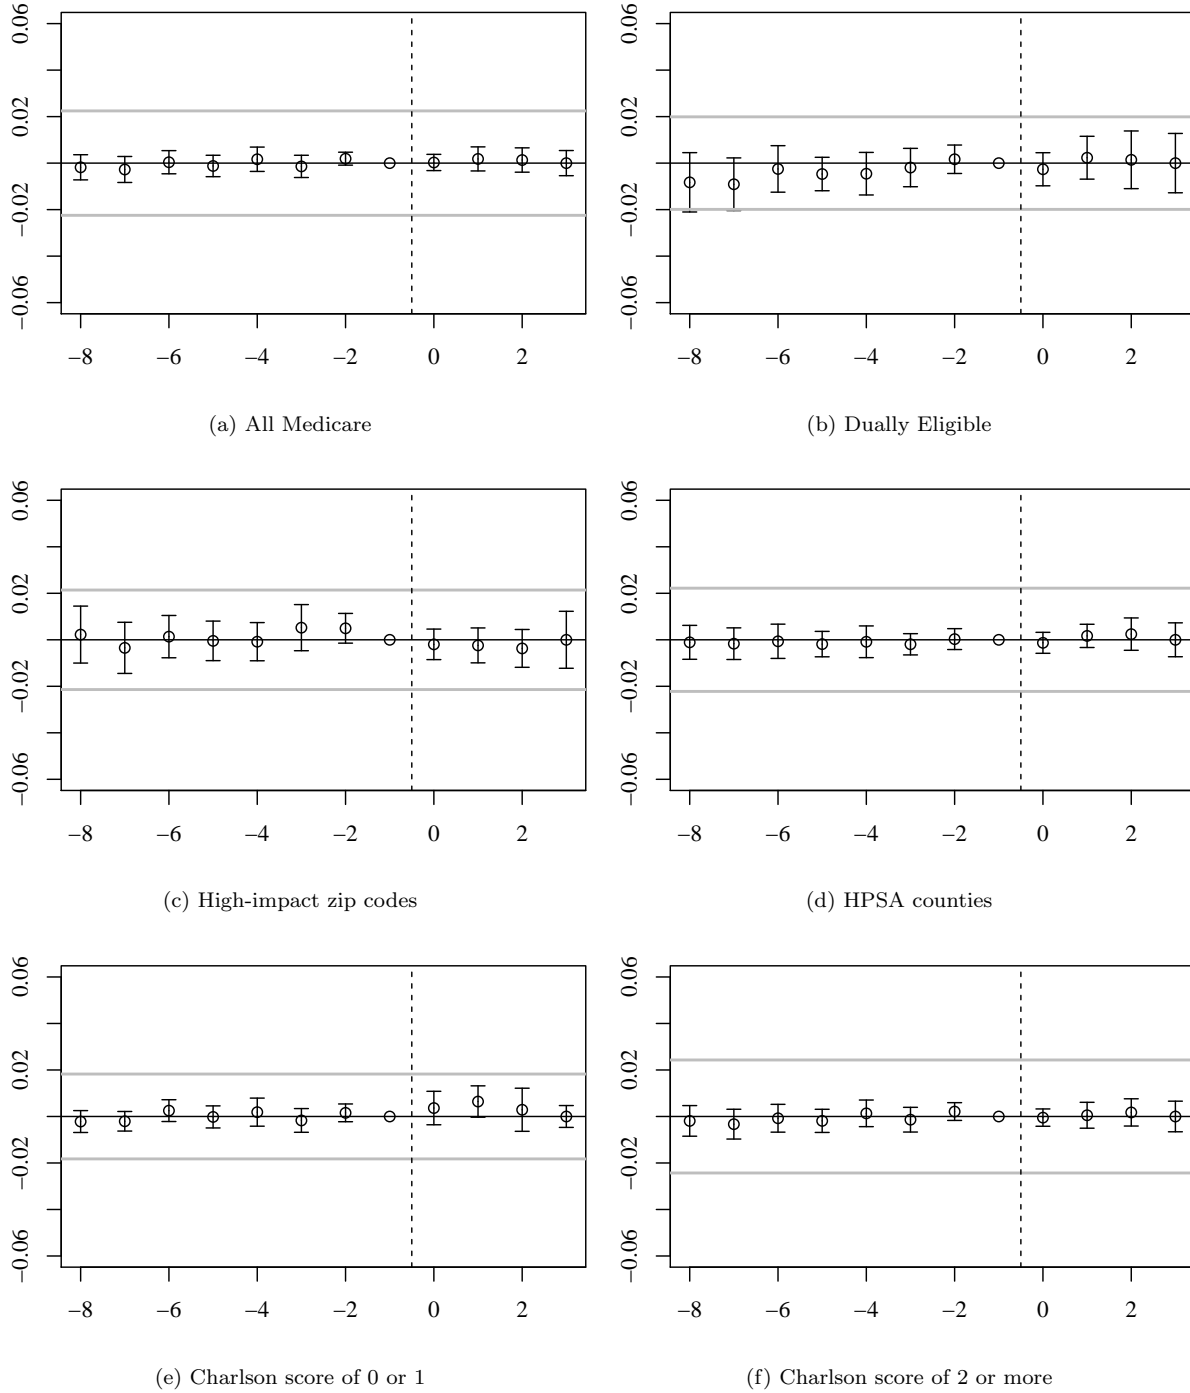 0.06
0.02
−0.02
−0.06
−8 −6 −4 −2 0 2
(a) All Medicare
0.06
0.02
−0.02
−0.06
−8 −6 −4 −2 0 2
(b) Dually Eligible
0.06
0.02
−0.02
−0.06
−8 −6 −4 −2 0 2
(c) High-impact zip codes
0.06
0.02
−0.02
−0.06
−8 −6 −4 −2 0 2
(d) HPSA counties
0.06
0.02
−0.02
−0.06
−8 −6 −4 −2 0 2
(e) Charlson score of 0 or 1
0.06
0.02
−0.02
−0.06
−8 −6 −4 −2 0 2
(f) Charlson score of 2 or more